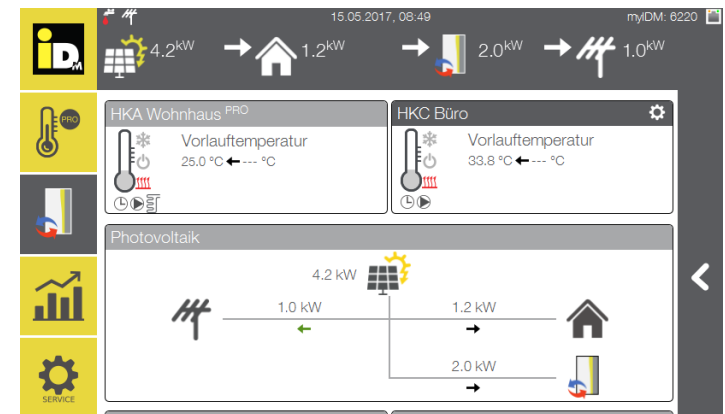 15.05.2017, 08:49
myIDM: 6220
iDM
4.2kW
1.2kW
2.0kW
1.0kW
PRO
SERVICE
HKA Wohnhaus PRO
Vorlauftemperatur
25.0 °C --- °C
HKC Büro
Vorlauftemperatur
33.8 °C --- °C
Photovoltaik
4.2 kW
1.0 kW
1.2 kW
2.0 kW